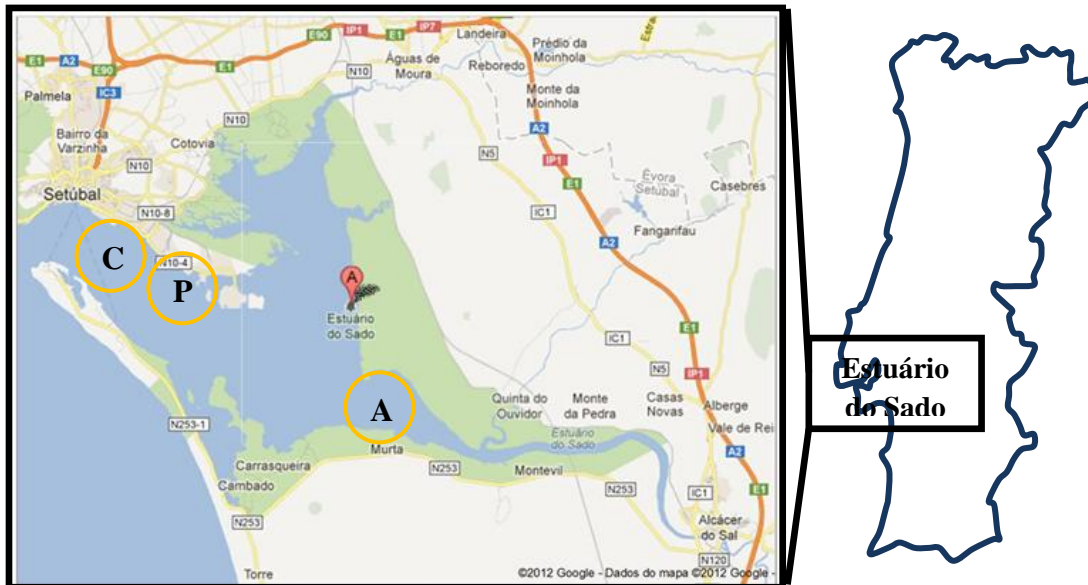 E90
IP1
IP7
Landeira
Estra
E1
A2
E90
E1
E1
Águas de
Moura
Prédio da
Moinhola
Reboredo
N10
IC3
Palmela
Monte da
Moinhola
N10
Bairro da
Varzinha
Cotovia
A2
N5
IP1
N10
Évora
Setúbal
E1
Casebres
Setúbal
N10-8
IC1
Fangarifau
A2
C
N10-4
P
A
Estuário
do Sado
E1
IC1
Estuário
do Sado
N5
IP1
A
Quinta do
Ouvidor
Monte
da Pedra
Casas
Novas
Alberge
Vale de Rei
N253-1
Estuário
do Sado
Murta
A2
Carrasqueira
N253
Montevil
Cambado
N253
IC1
E1
N253
Alcácer
do Sal
N120
Torre
©2012 Google - Dados do mapa ©2012 Google -